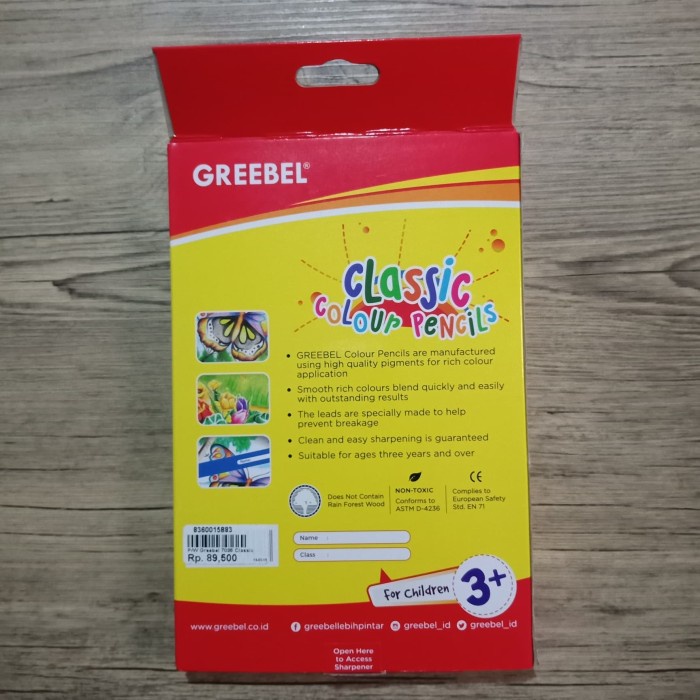 GREEBEL®
CLASSIC
COLOUR PENCILS
• GREEBEL Colour Pencils are manufactured
using high quality pigments for rich colour
application
• Smooth rich colours blend quickly and easily
with outstanding results
• The leads are specially made to help
prevent breakage
• Clean and easy sharpening is guaranteed
• Suitable for ages three years and over
Does Not Contain
Rain Forest Wood
NON-TOXIC
Conforms to
ASTM D-4236
CE
Complies to
European Safety
Std. EN 71
9360015893
P/W Greebel 7036 Classic
Rp. 89,500
Name :
Class :
For Children 3+
www.greebel.co.id
greebellebihpintar
greebel_id
greebel_id
Open Here
to Access
Sharpener